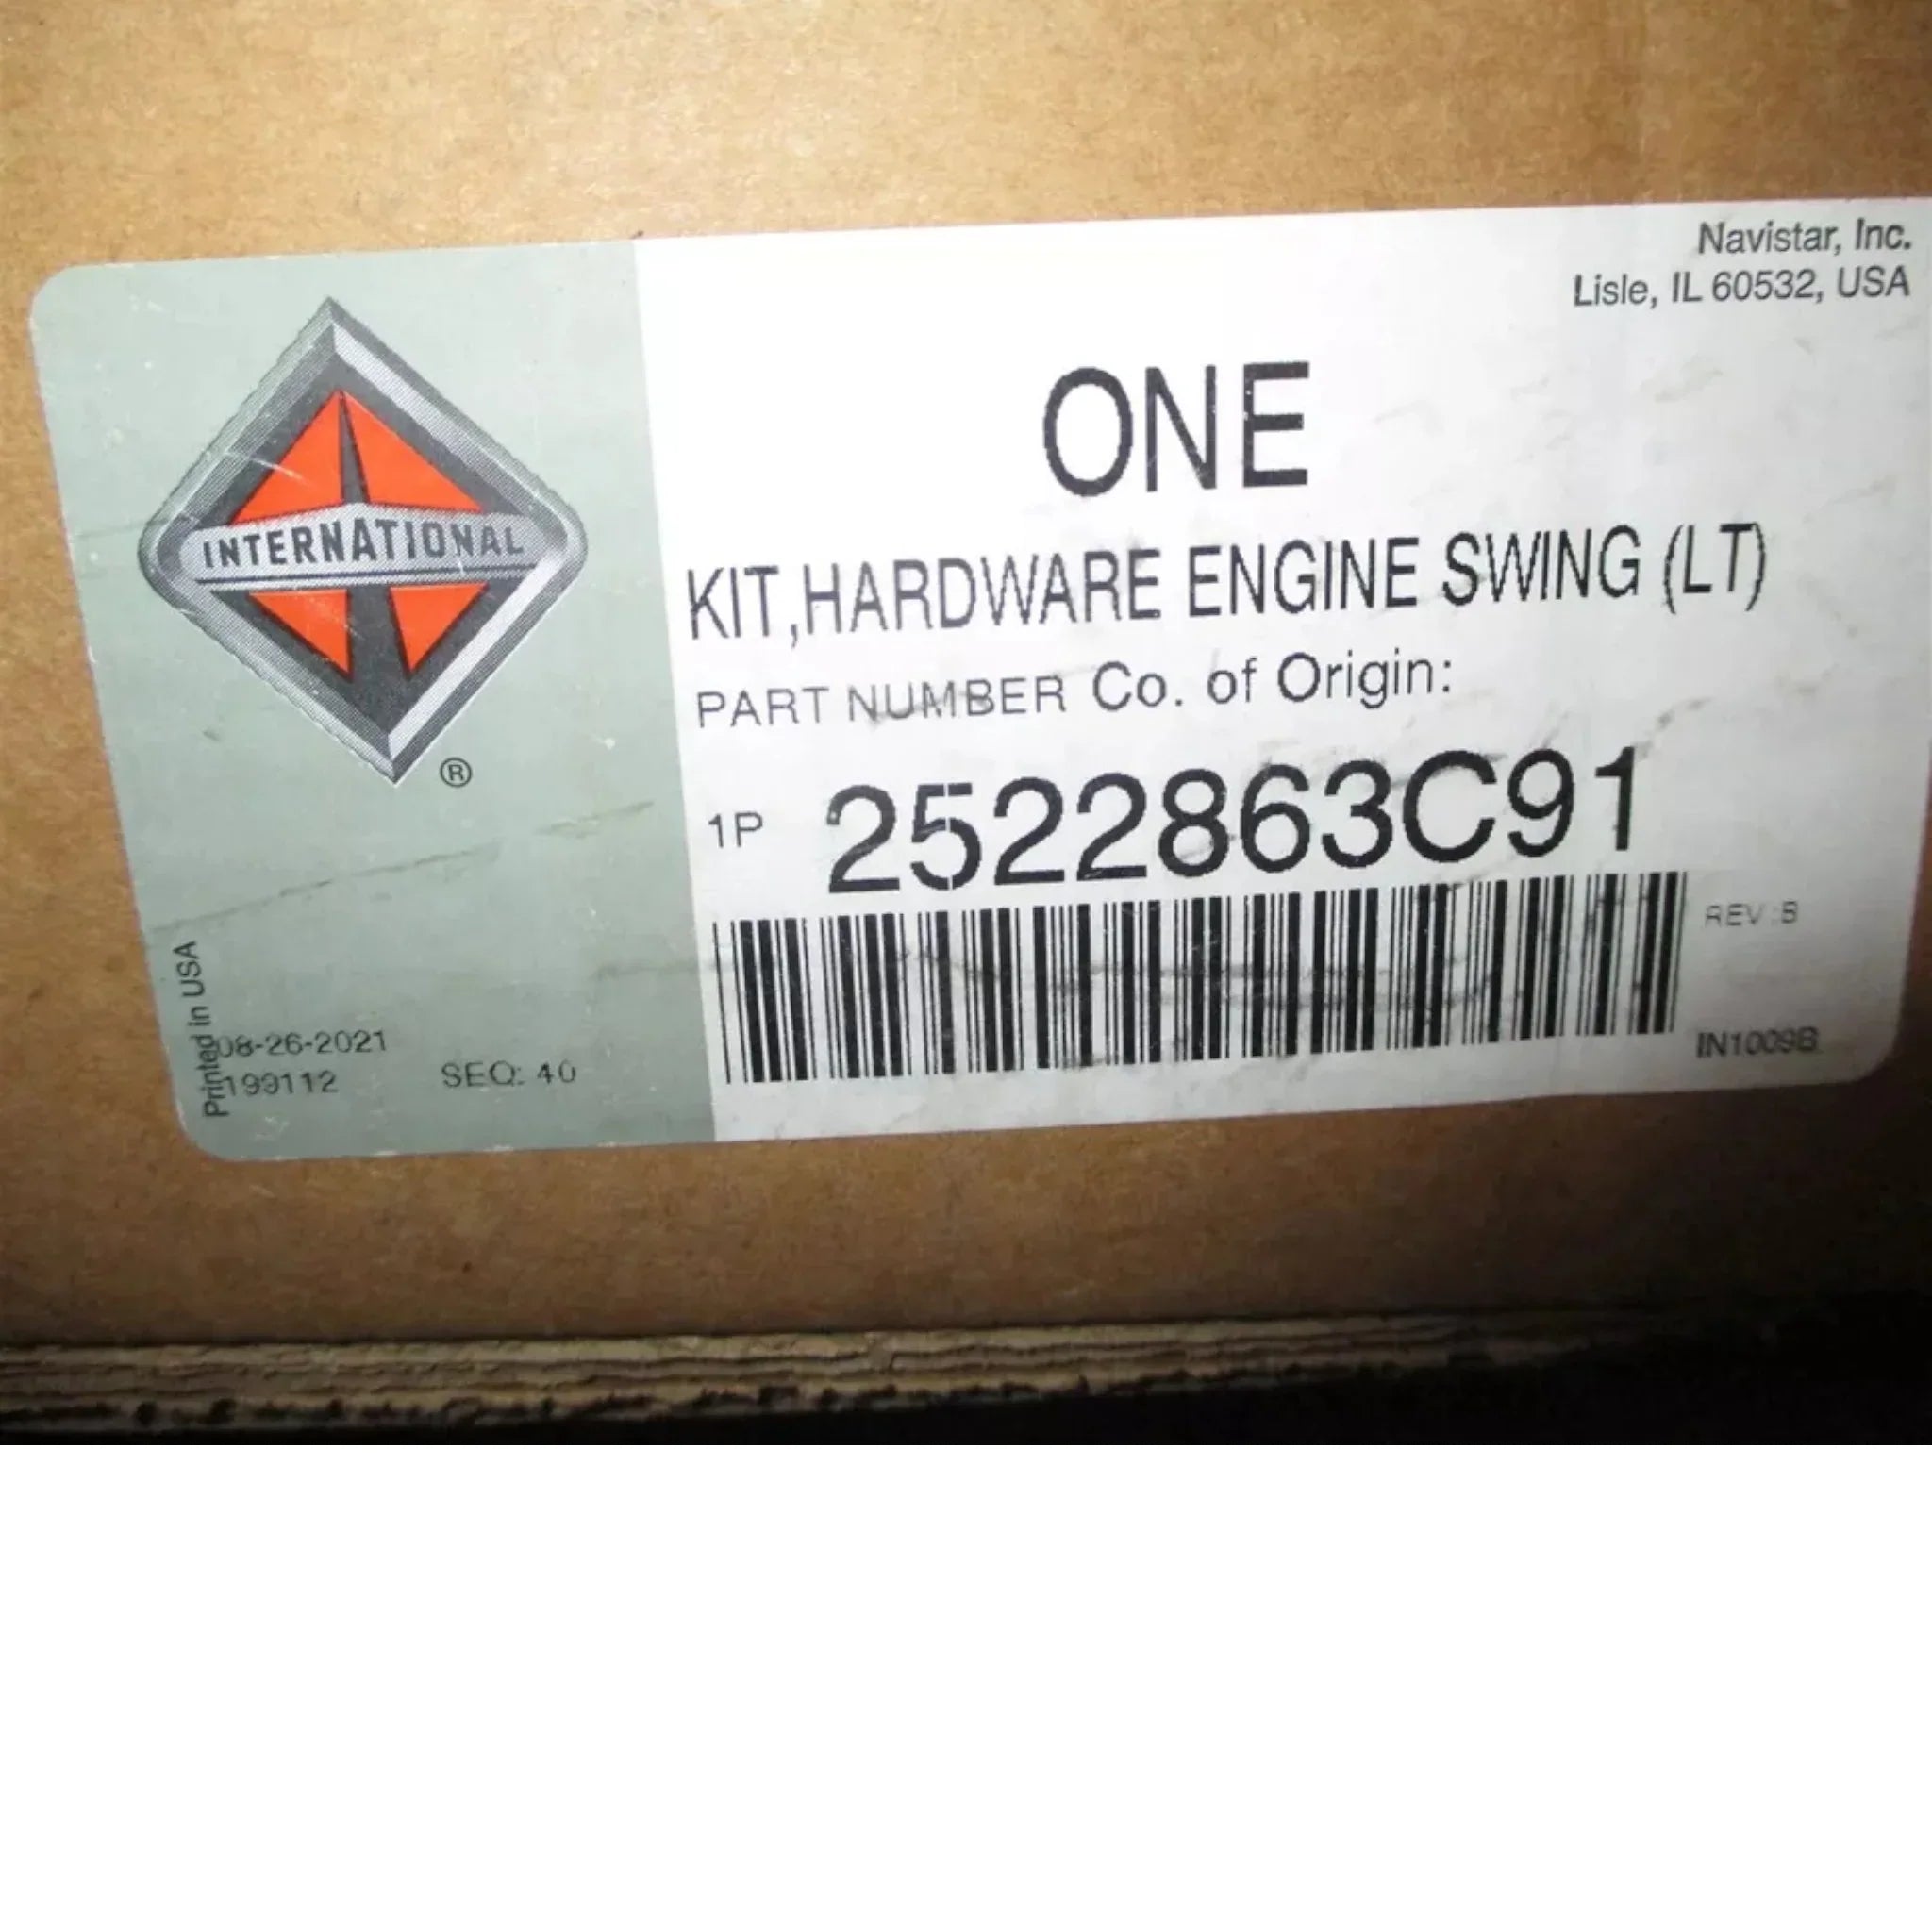 Navistar, Inc.
Lisle, IL 60532, USA
INTERNATIONAL
®
ONE
KIT,HARDWARE ENGINE SWING (LT)
PART NUMBER Co. of Origin:
1P 2522863C91
REV:B
IN1009B
Printed in USA
08-26-2021
199112 SEQ: 40